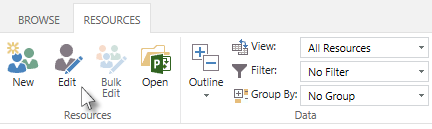 BROWSE RESOURCES
New Edit Bulk Edit Open Outline
View: All Resources
Filter: No Filter
Group By: No Group
Resources Data